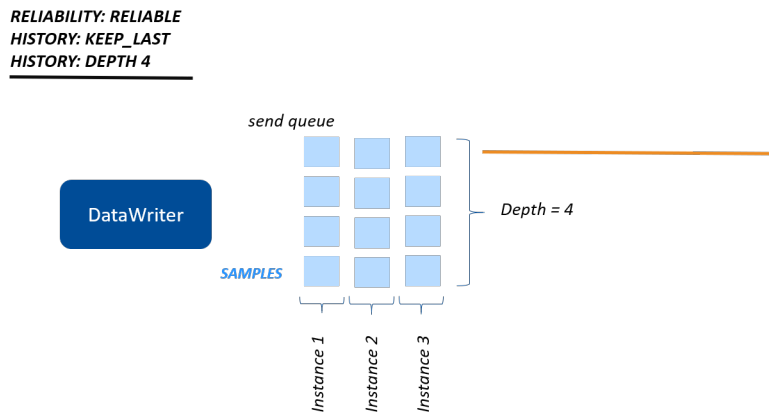 RELIABILITY: RELIABLE
HISTORY: KEEP_LAST
HISTORY: DEPTH 4
send queue
DataWriter
Depth = 4
SAMPLES
Instance 1
Instance 2
Instance 3